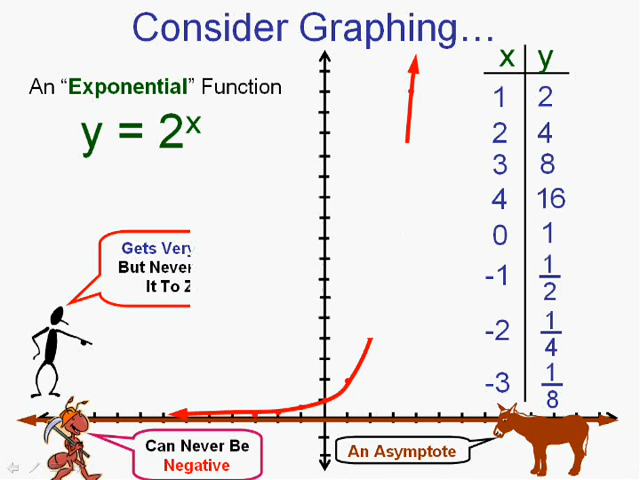 Consider Graphing...
An “Exponential” Function
y = 2ˣ
x y
1 2
2 4
3 8
4 16
0 1
-1 1/2
-2 1/4
-3 1/8
Gets Very
But Never
It To
Can Never Be
Negative
An Asymptote